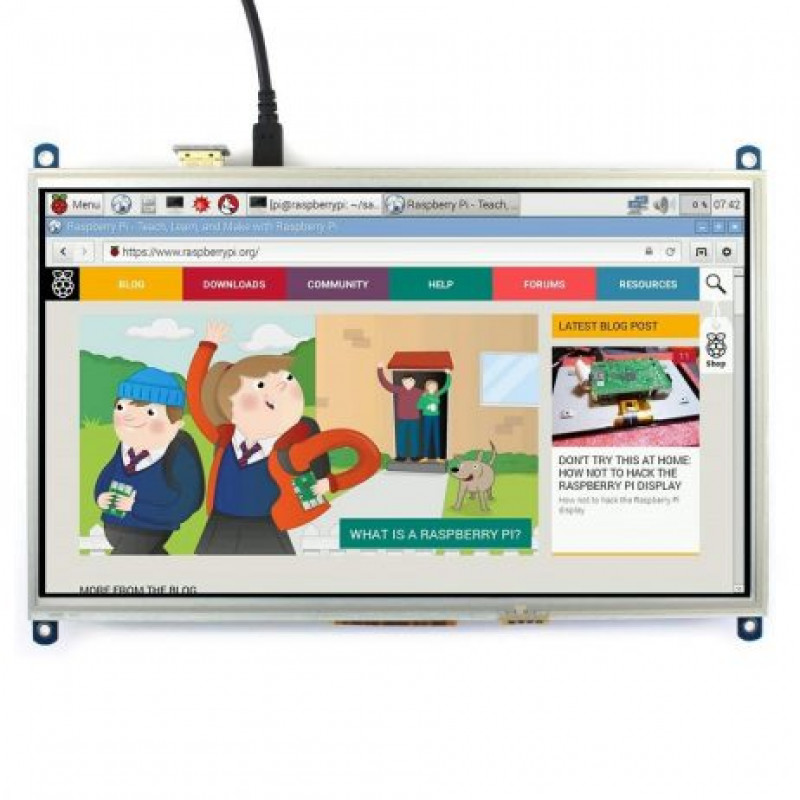 Menu
[pi@raspberrypi: ~/sa...
Raspberry Pi - Teach, ...
0 %
07:42
Raspberry Pi - Teach, Learn, and Make with Raspberry Pi
https://www.raspberrypi.org/
BLOG
DOWNLOADS
COMMUNITY
HELP
FORUMS
RESOURCES
LATEST BLOG POST
Shop
11
DON'T TRY THIS AT HOME:
HOW NOT TO HACK THE
RASPBERRY PI DISPLAY
How not to hack the Raspberry Pi
display
WHAT IS A RASPBERRY PI?
MORE FROM THE BLOG